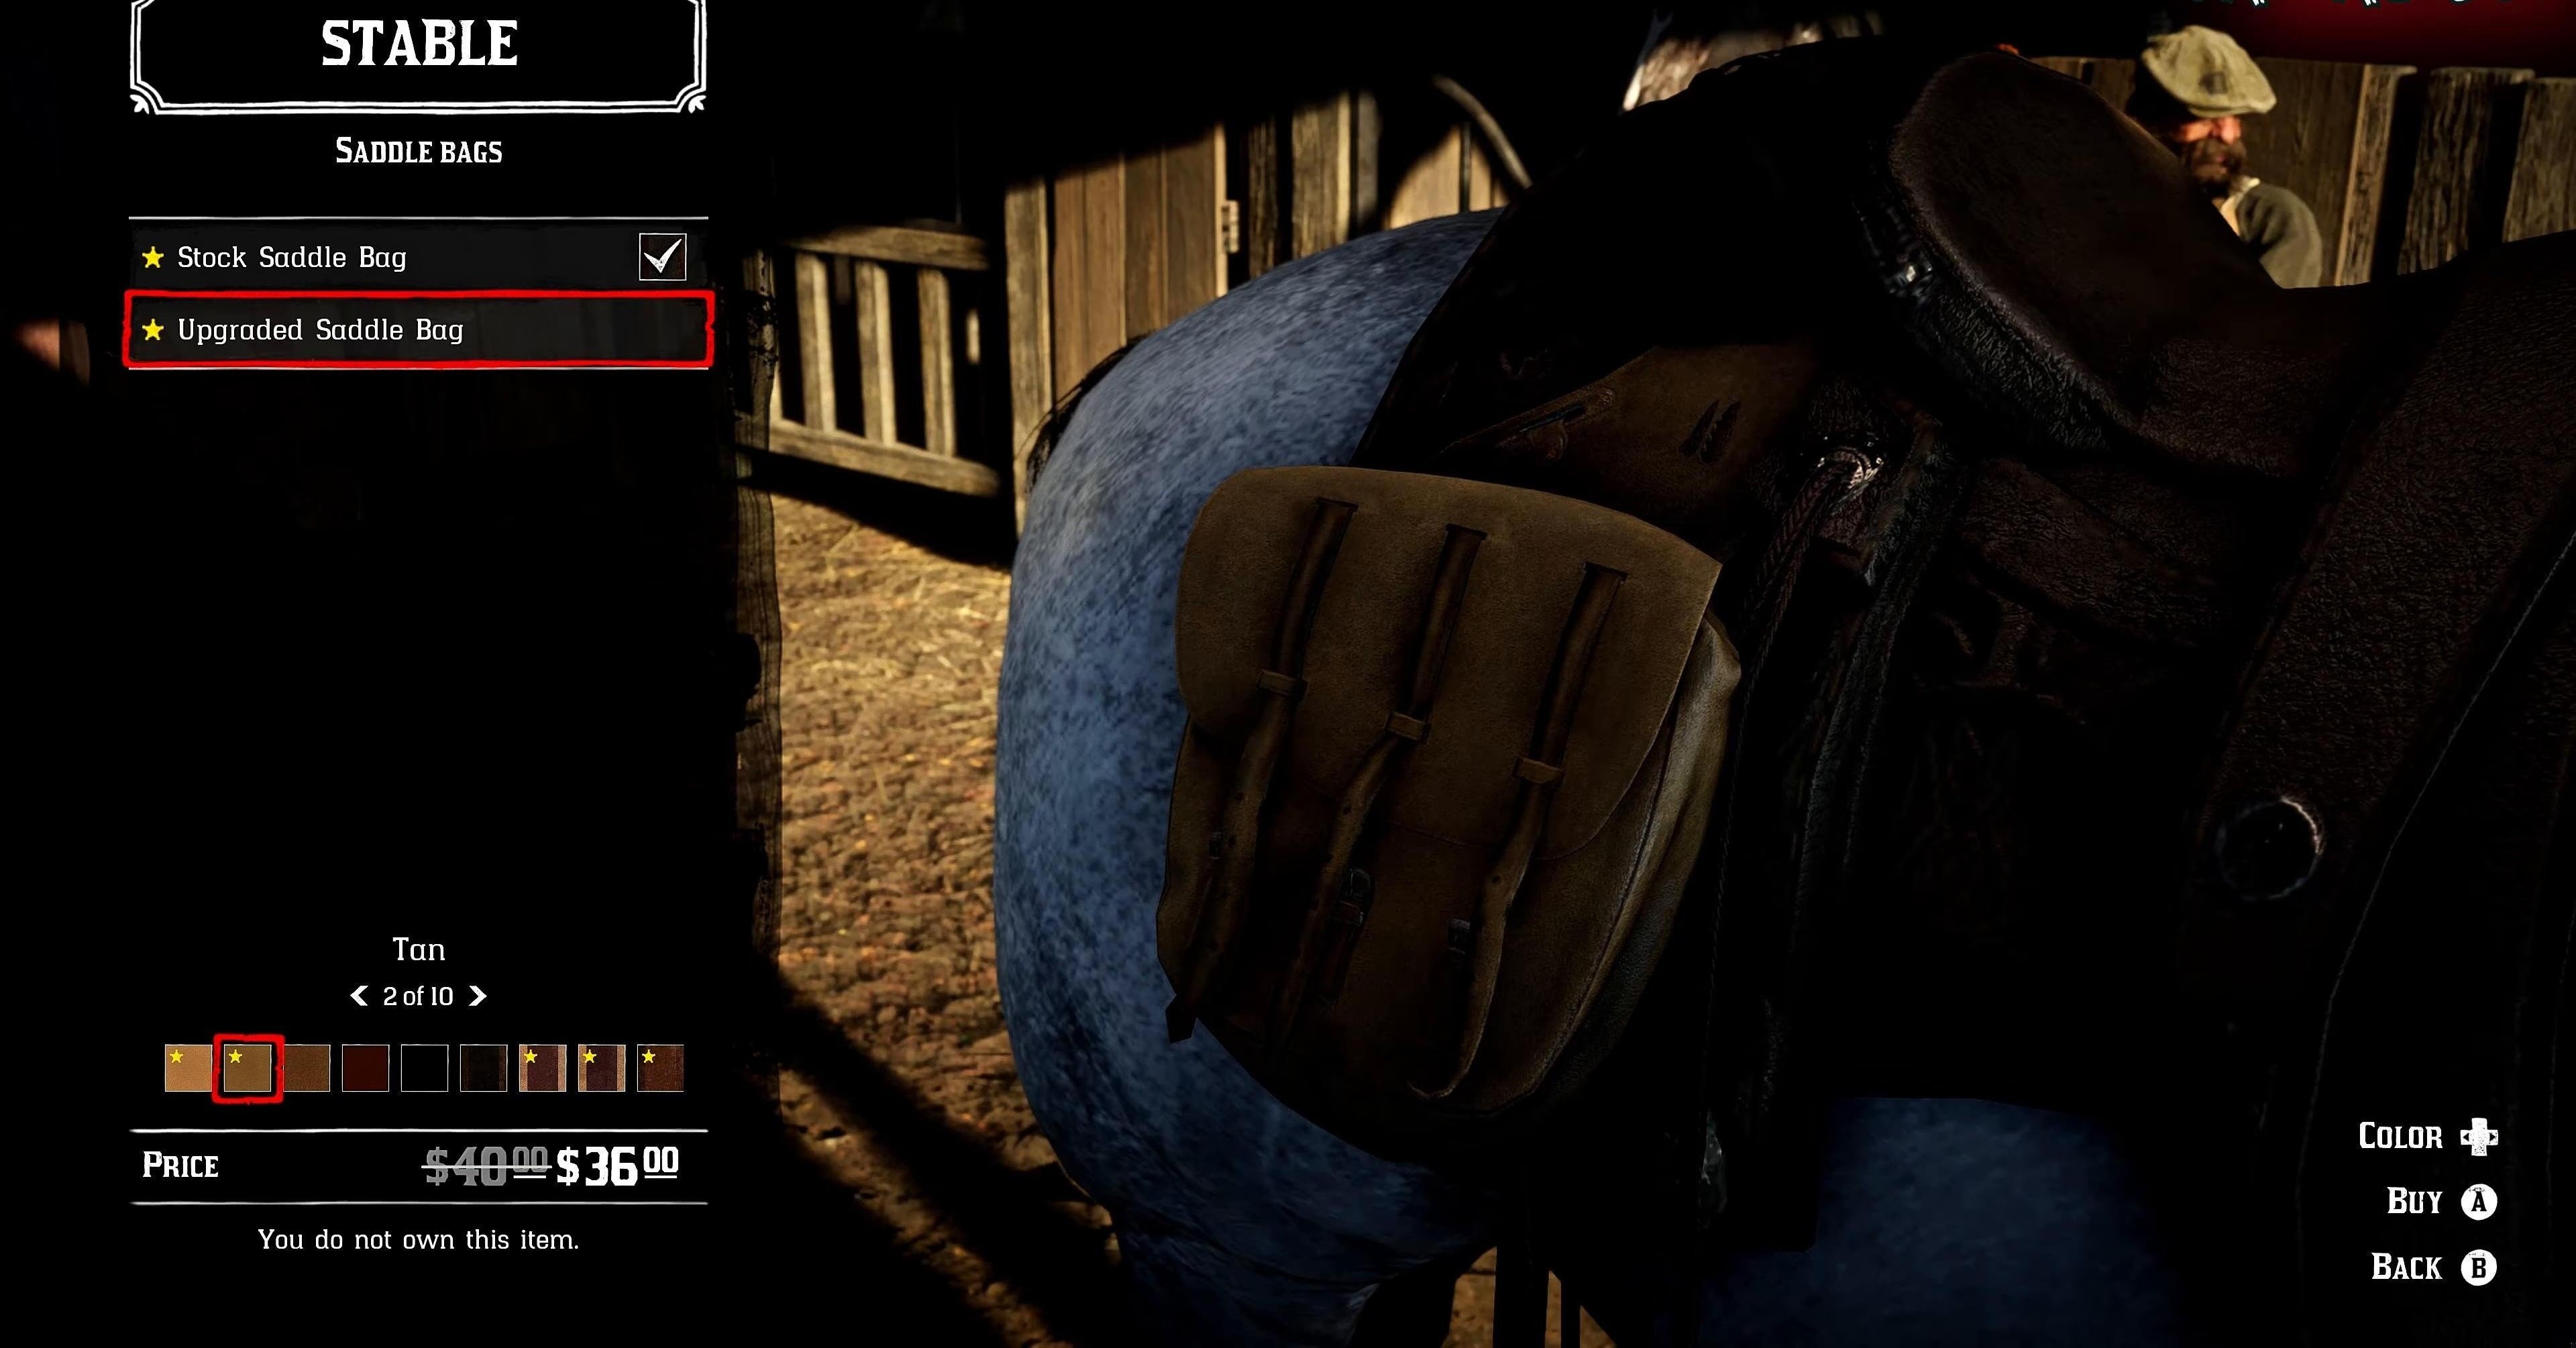 STABLE
SADDLE BAGS
Stock Saddle Bag
Upgraded Saddle Bag
Tan
2 of 10
PRICE $40.00 $36.00
You do not own this item.
COLOR
BUY A
BACK B